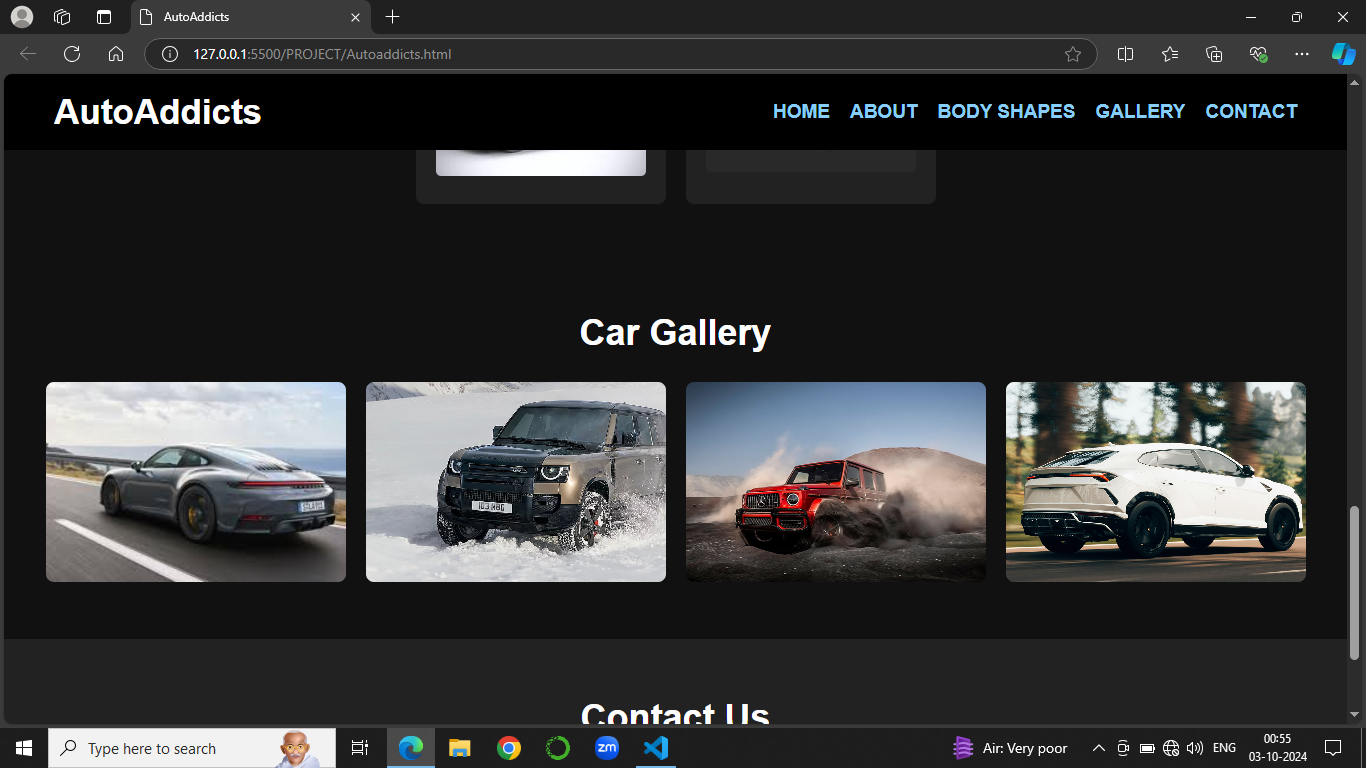 AutoAddicts
127.0.0.1:5500/PROJECT/Autoaddicts.html
AutoAddicts
HOME ABOUT BODY SHAPES GALLERY CONTACT
Car Gallery
Contact Us
Type here to search
zm
Air: Very poor
ENG
00:55
03-10-2024